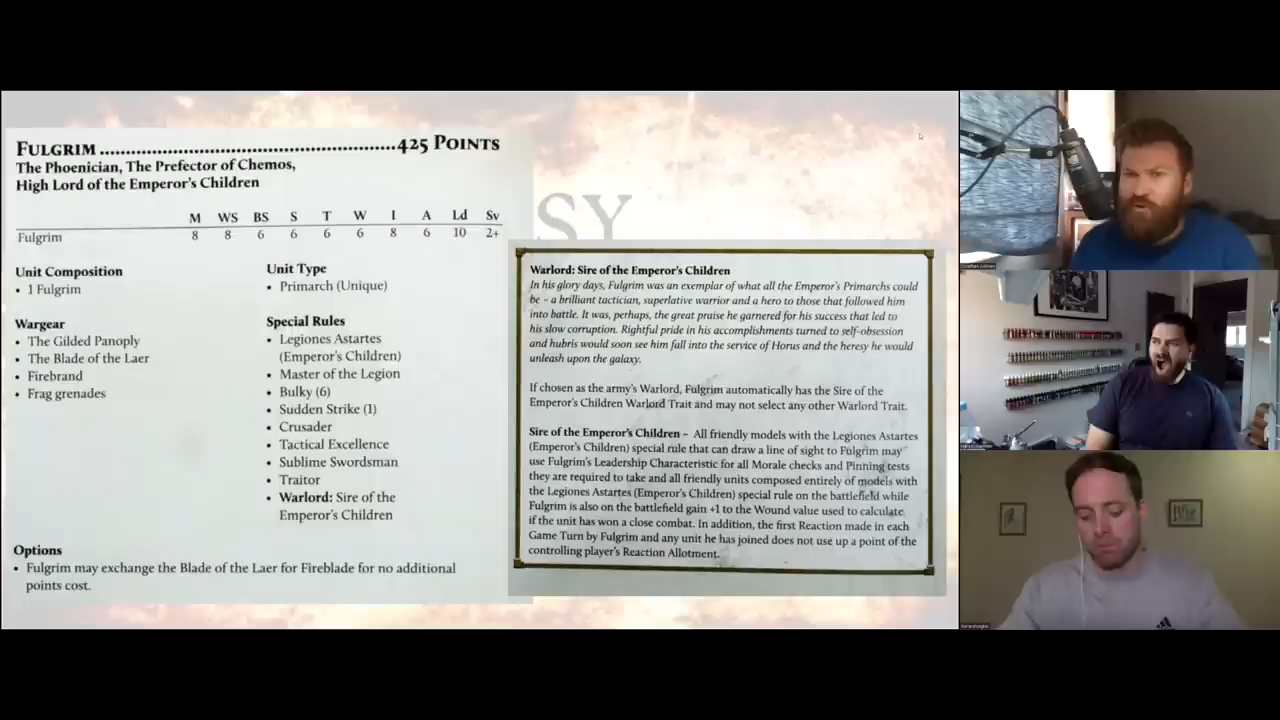 FULGRIM ............................................................425 POINTS
The Phoenician, The Prefector of Chemos,
High Lord of the Emperor's Children
M WS BS S T W I A Ld Sv
Fulgrim 8 8 6 6 6 6 8 6 10 2+
Unit Composition
• 1 Fulgrim
Wargear
• The Gilded Panoply
• The Blade of the Laer
• Firebrand
• Frag grenades
Unit Type
• Primarch (Unique)
Special Rules
• Legiones Astartes
(Emperor's Children)
• Master of the Legion
• Bulky (6)
• Sudden Strike (1)
• Crusader
• Tactical Excellence
• Sublime Swordsman
• Traitor
• Warlord: Sire of the
Emperor's Children
Options
• Fulgrim may exchange the Blade of the Laer for Fireblade for no additional
points cost.
SY
Warlord: Sire of the Emperor's Children
In his glory days, Fulgrim was an exemplar of what all the Emperor's Primarchs could
be – a brilliant tactician, superlative warrior and a hero to those that followed him
into battle. It was, perhaps, the great praise he garnered for his success that led to
his slow corruption. Rightful pride in his accomplishments turned to self-obsession
and hubris would soon see him fall into the service of Horus and the heresy he would
unleash upon the galaxy.
If chosen as the army's Warlord, Fulgrim automatically has the Sire of the
Emperor's Children Warlord Trait and may not select any other Warlord Trait.
Sire of the Emperor's Children – All friendly models with the Legiones Astartes
(Emperor's Children) special rule that can draw a line of sight to Fulgrim may
use Fulgrim's Leadership Characteristic for all Morale checks and Pinning tests
they are required to take and all friendly units composed entirely of models with
the Legiones Astartes (Emperor's Children) special rule on the battlefield while
Fulgrim is also on the battlefield gain +1 to the Wound value used to calculate
if the unit has won a close combat. In addition, the first Reaction made in each
Game Turn by Fulgrim and any unit he has joined does not use up a point of the
controlling player's Reaction Allotment.